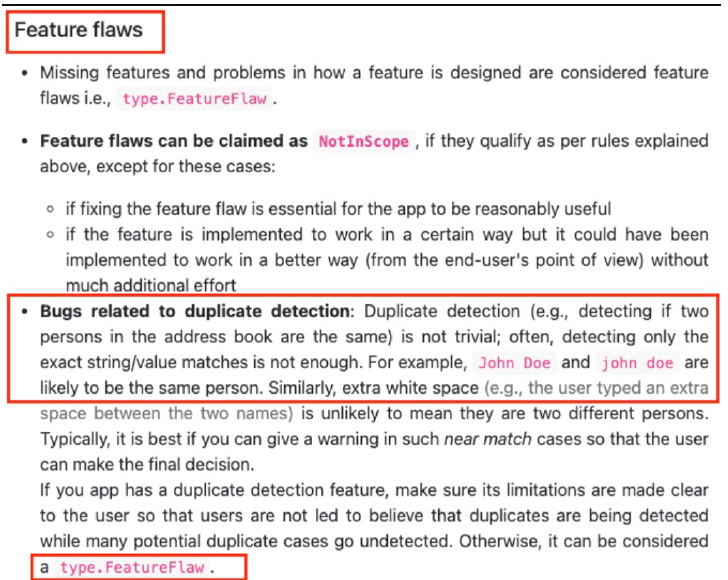 Feature flaws
• Missing features and problems in how a feature is designed are considered feature
flaws i.e., type.FeatureFlaw .
• Feature flaws can be claimed as NotInScope , if they qualify as per rules explained
above, except for these cases:
◦ if fixing the feature flaw is essential for the app to be reasonably useful
◦ if the feature is implemented to work in a certain way but it could have been
implemented to work in a better way (from the end-user's point of view) without
much additional effort
• Bugs related to duplicate detection: Duplicate detection (e.g., detecting if two
persons in the address book are the same) is not trivial; often, detecting only the
exact string/value matches is not enough. For example, John Doe and john doe are
likely to be the same person. Similarly, extra white space (e.g., the user typed an extra
space between the two names) is unlikely to mean they are two different persons.
Typically, it is best if you can give a warning in such near match cases so that the user
can make the final decision.
If you app has a duplicate detection feature, make sure its limitations are made clear
to the user so that users are not led to believe that duplicates are being detected
while many potential duplicate cases go undetected. Otherwise, it can be considered
a type.FeatureFlaw .